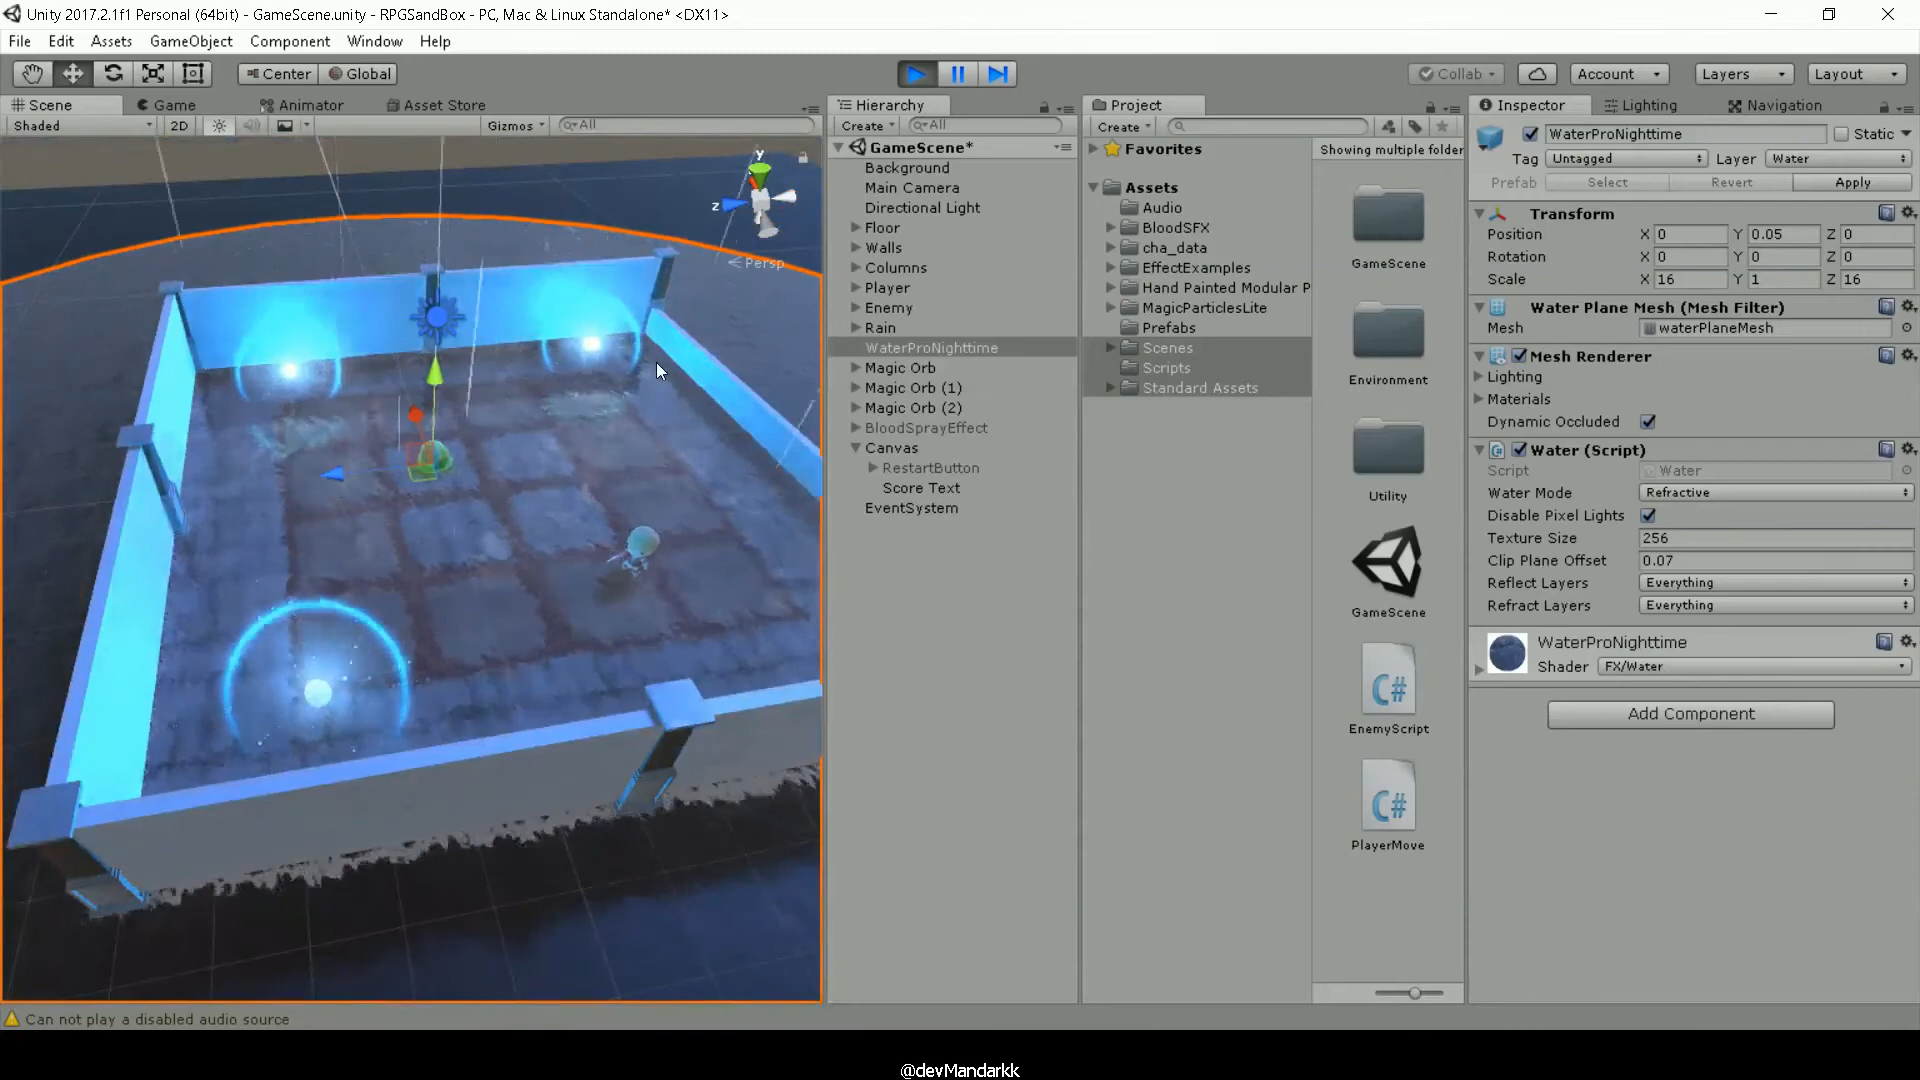 Unity 2017.2.1f1 Personal (64bit) - GameScene.unity - RPGSandBox - PC, Mac & Linux Standalone* <DX11>
File Edit Assets GameObject Component Window Help
Center Global Collab Account Layers Layout
Scene Game Animator Asset Store
Shaded 2D Gizmos All
y
z
Persp
Hierarchy
Create All
GameScene*
Background
Main Camera
Directional Light
Floor
Walls
Columns
Player
Enemy
Rain
WaterProNighttime
Magic Orb
Magic Orb (1)
Magic Orb (2)
BloodSprayEffect
Canvas
RestartButton
Score Text
EventSystem
Project
Create
Favorites
Assets
Audio
BloodSFX
cha_data
EffectExamples
Hand Painted Modular P
MagicParticlesLite
Prefabs
Scenes
Scripts
Standard Assets
Showing multiple folder
GameScene
Environment
Utility
GameScene
C#
EnemyScript
C#
PlayerMove
Inspector Lighting Navigation
WaterProNighttime Static
Tag Untagged Layer Water
Prefab Select Revert Apply
Transform
Position X 0 Y 0.05 Z 0
Rotation X 0 Y 0 Z 0
Scale X 16 Y 1 Z 16
Water Plane Mesh (Mesh Filter)
Mesh waterPlaneMesh
Mesh Renderer
Lighting
Materials
Dynamic Occluded
Water (Script)
Script Water
Water Mode Refractive
Disable Pixel Lights
Texture Size 256
Clip Plane Offset 0.07
Reflect Layers Everything
Refract Layers Everything
WaterProNighttime
Shader FX/Water
Add Component
Can not play a disabled audio source
@devMandarkk